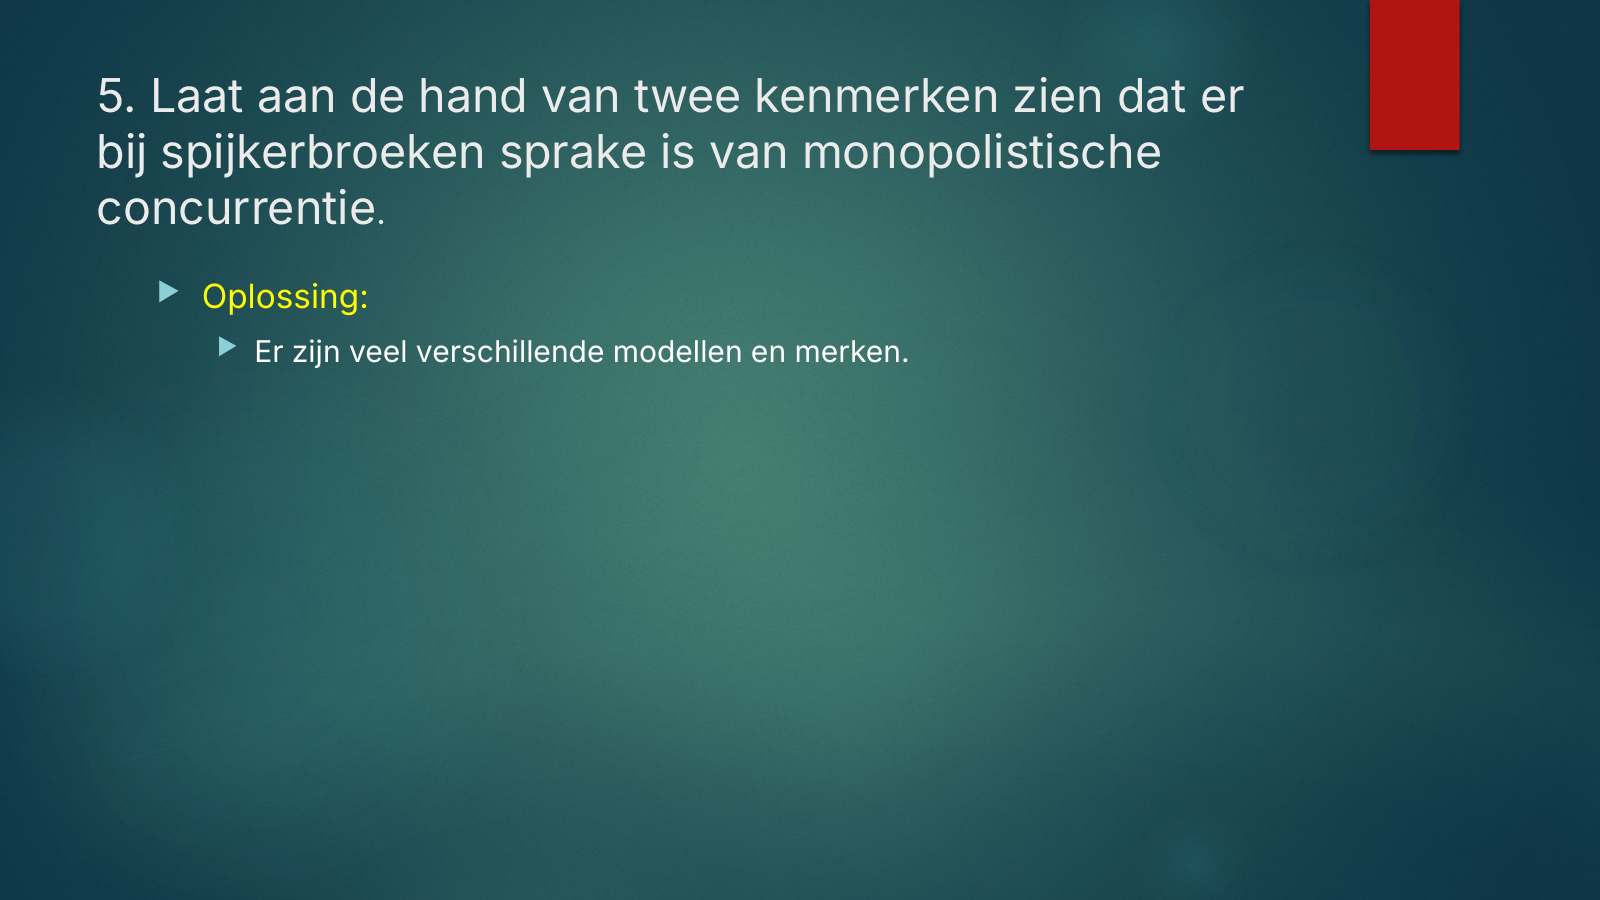 5. Laat aan de hand van twee kenmerken zien dat er
bij spijkerbroeken sprake is van monopolistische
concurrentie.
Oplossing:
Er zijn veel verschillende modellen en merken.